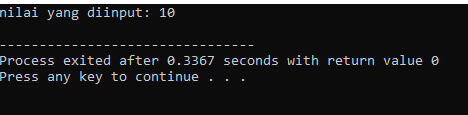 nilai yang diinput: 10
--------------------------------
Process exited after 0.3367 seconds with return value 0
Press any key to continue . . .